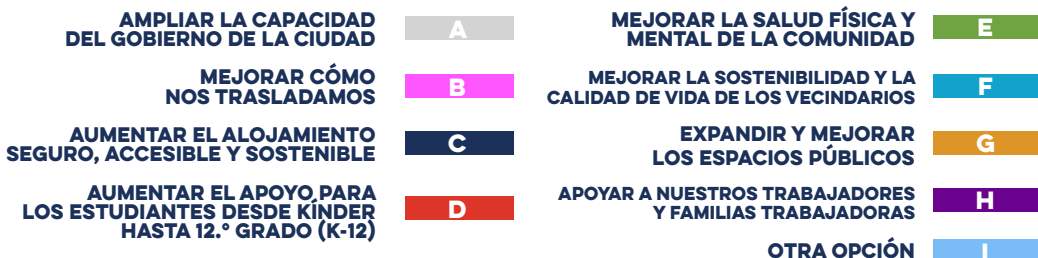 AMPLIAR LA CAPACIDAD
DEL GOBIERNO DE LA CIUDAD
A
MEJORAR CÓMO
NOS TRASLADAMOS
B
AUMENTAR EL ALOJAMIENTO
SEGURO, ACCESIBLE Y SOSTENIBLE
C
AUMENTAR EL APOYO PARA
LOS ESTUDIANTES DESDE KÍNDER
HASTA 12.º GRADO (K-12)
D
MEJORAR LA SALUD FÍSICA Y
MENTAL DE LA COMUNIDAD
E
MEJORAR LA SOSTENIBILIDAD Y LA
CALIDAD DE VIDA DE LOS VECINDARIOS
F
EXPANDIR Y MEJORAR
LOS ESPACIOS PÚBLICOS
G
APOYAR A NUESTROS TRABAJADORES
Y FAMILIAS TRABAJADORAS
H
OTRA OPCIÓN
I